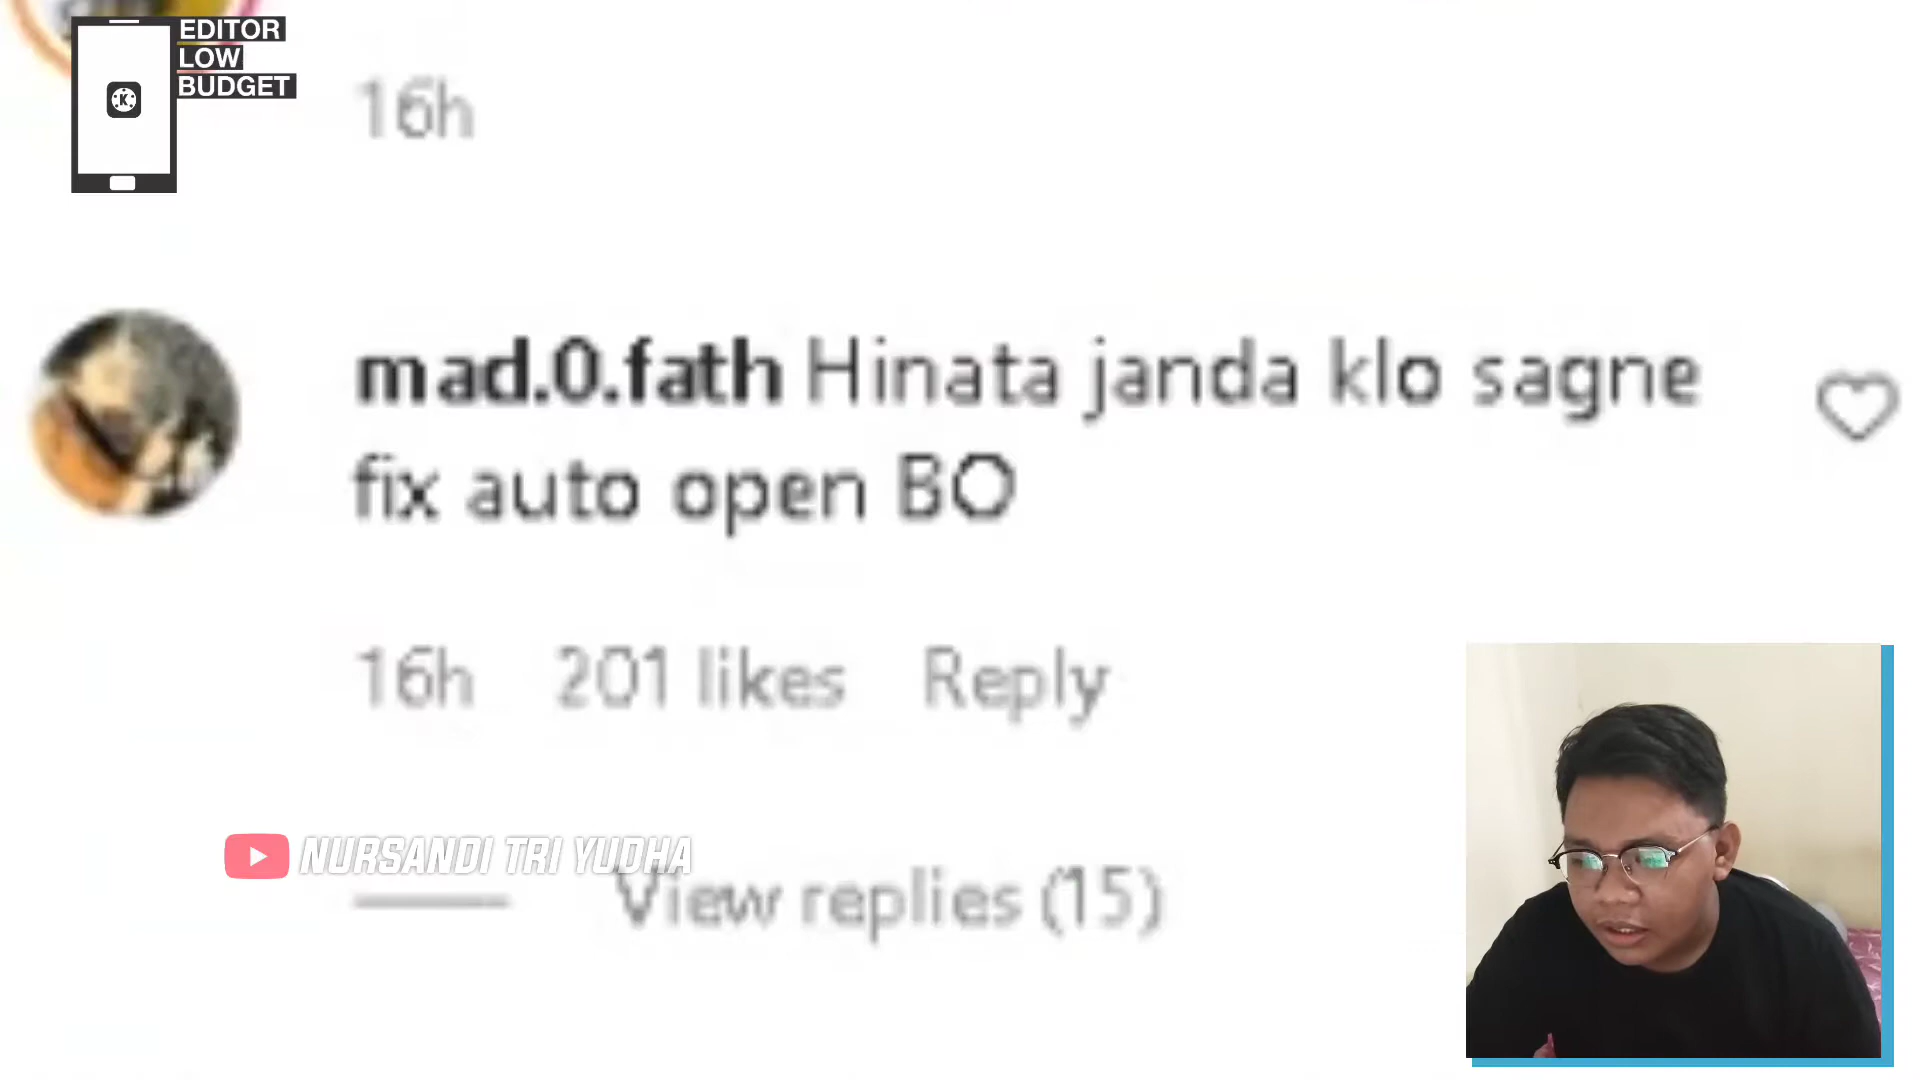 EDITOR
LOW
BUDGET
16h
mad.0.fath Hinata janda klo sagne
fix auto open BO
16h 201 likes Reply
NURSANDI TRI YUDHA
View replies (15)